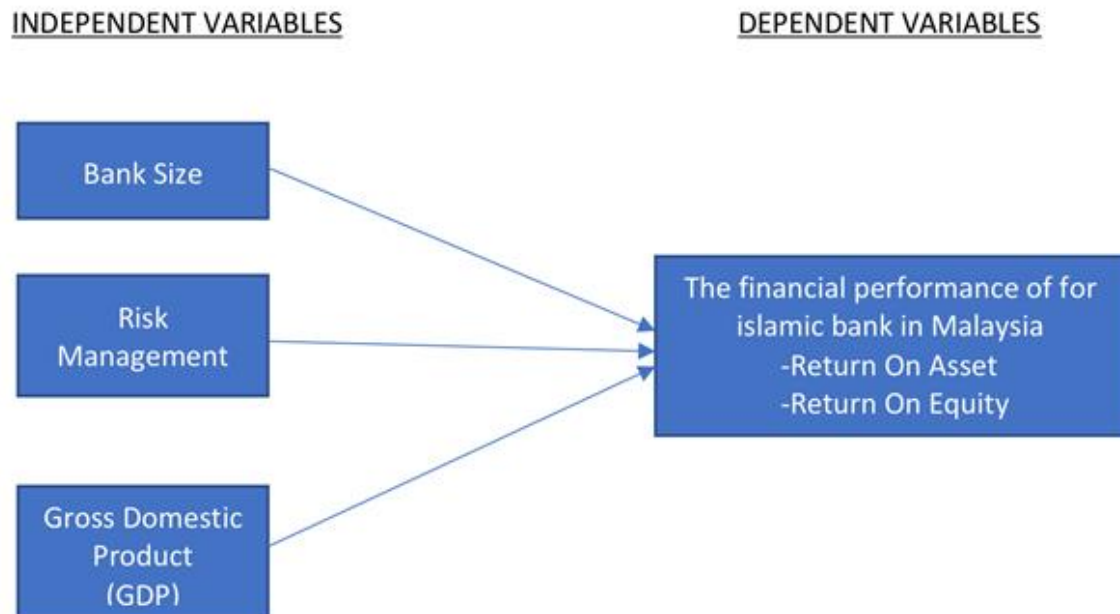 INDEPENDENT VARIABLES
DEPENDENT VARIABLES
Bank Size
Risk
Management
Gross Domestic
Product
(GDP)
The financial performance of for
islamic bank in Malaysia
-Return On Asset
-Return On Equity